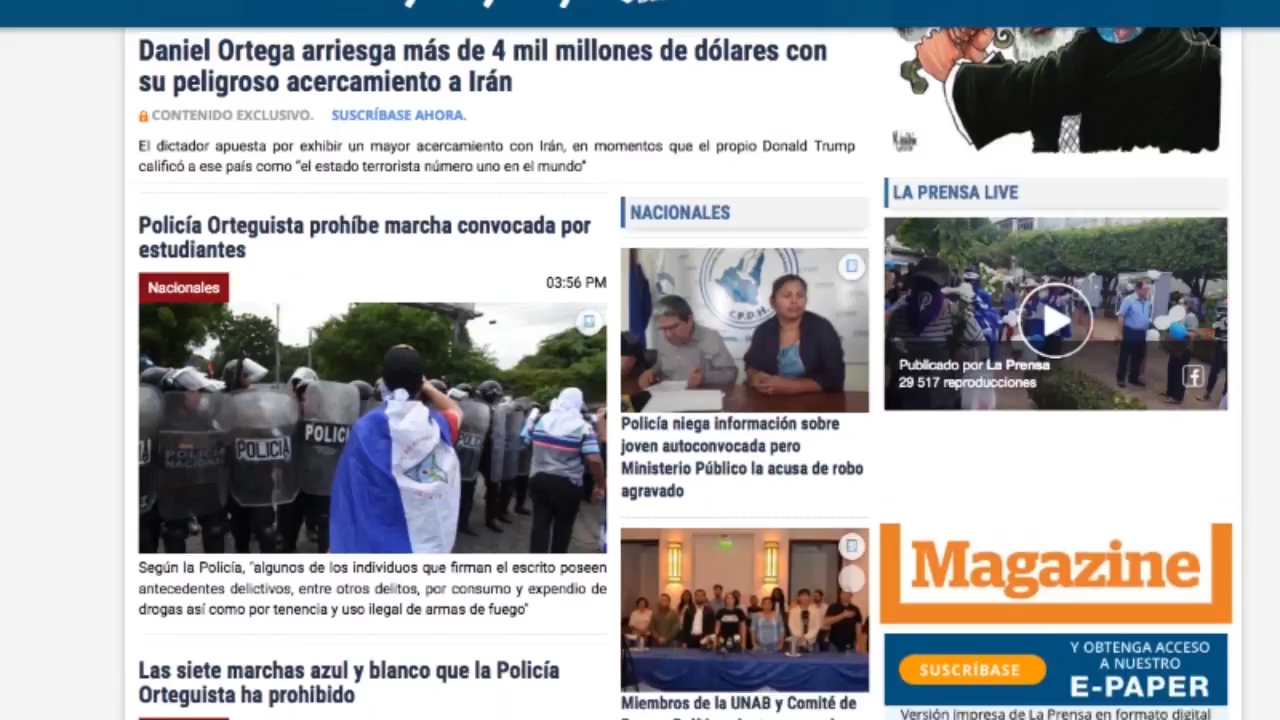 Daniel Ortega arriesga más de 4 mil millones de dólares con
su peligroso acercamiento a Irán
CONTENIDO EXCLUSIVO. SUSCRÍBASE AHORA.
El dictador apuesta por exhibir un mayor acercamiento con Irán, en momentos que el propio Donald Trump
calificó a ese país como "el estado terrorista número uno en el mundo"
Policía Orteguista prohíbe marcha convocada por
estudiantes
Nacionales
03:56 PM
POLICIA
NACIONAL
POLICIA
POLICI
Según la Policía, "algunos de los individuos que firman el escrito poseen
antecedentes delictivos, entre otros delitos, por consumo y expendio de
drogas así como por tenencia y uso ilegal de armas de fuego"
Las siete marchas azul y blanco que la Policía
Orteguista ha prohibido
NACIONALES
C.P.D.H.
Policía niega información sobre
joven autoconvocada pero
Ministerio Público la acusa de robo
agravado
Miembros de la UNAB y Comité de
LA PRENSA LIVE
Publicado por La Prensa
29 517 reproducciones
Magazine
SUSCRÍBASE
Y OBTENGA ACCESO
A NUESTRO
E-PAPER
Versión impresa de La Prensa en formato digital